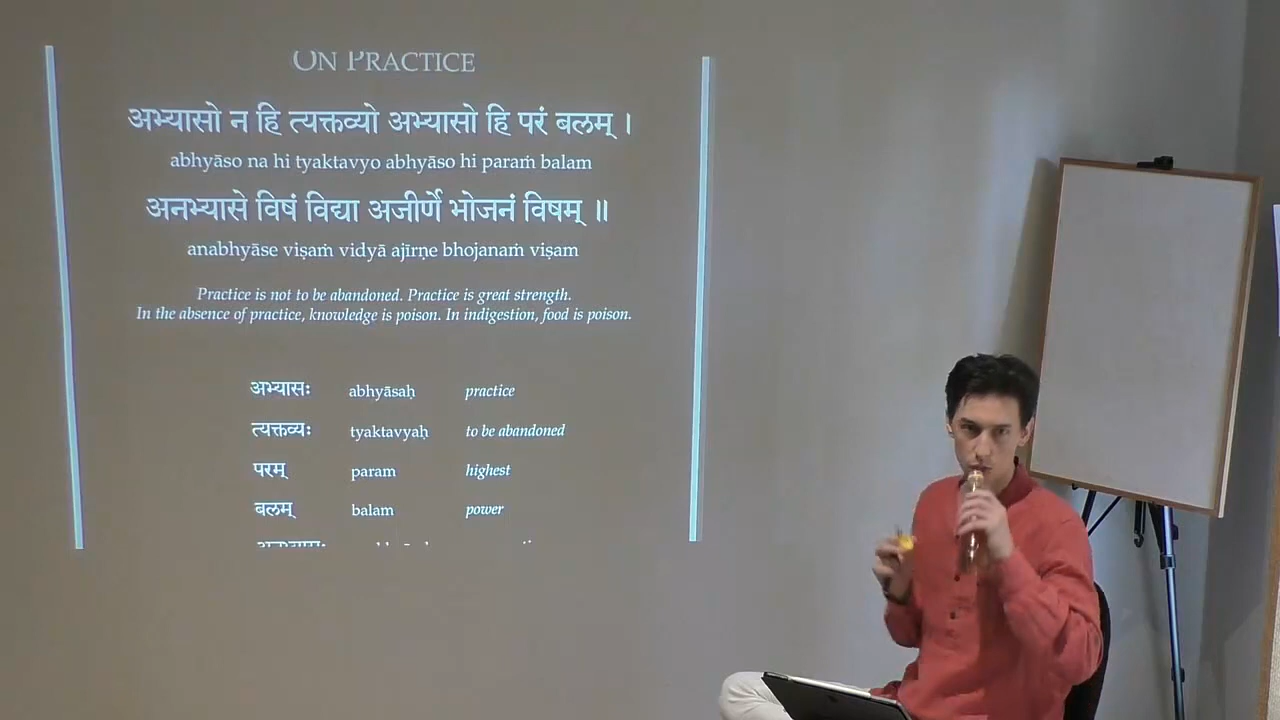 ON PRACTICE
अभ्यासो न हि त्यक्तव्यो अभ्यासो हि परं बलम् ।
abhyāso na hi tyaktavyo abhyāso hi paraṁ balam
अनभ्यासे विषं विद्या अजीर्णे भोजनं विषम् ॥
anabhyāse viṣaṁ vidyā ajīrṇe bhojanaṁ viṣam
Practice is not to be abandoned. Practice is great strength.
In the absence of practice, knowledge is poison. In indigestion, food is poison.
अभ्यासः abhyāsaḥ practice
त्यक्तव्यः tyaktavyaḥ to be abandoned
परम् param highest
बलम् balam power